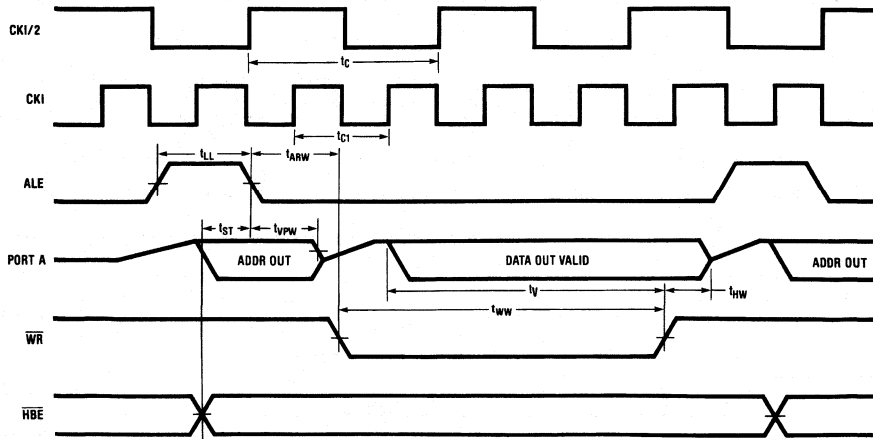 CKI/2
tC
CKI
tC1
tLL
tARW
ALE
tST
tVPW
PORT A
ADDR OUT
DATA OUT VALID
ADDR OUT
tV
tHW
tWW
WR
HBE